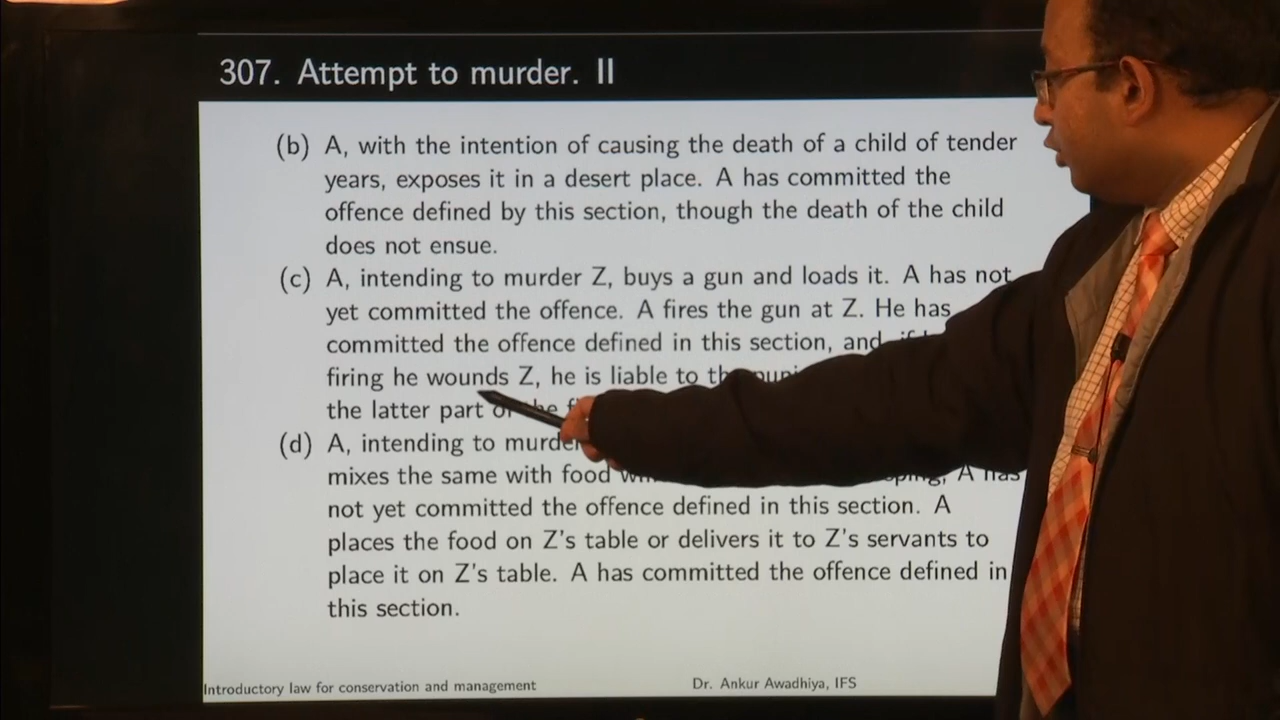 307. Attempt to murder. II
(b) A, with the intention of causing the death of a child of tender
years, exposes it in a desert place. A has committed the
offence defined by this section, though the death of the child
does not ensue.
(c) A, intending to murder Z, buys a gun and loads it. A has not
yet committed the offence. A fires the gun at Z. He has
committed the offence defined in this section, and
firing he wounds Z, he is liable to
the latter part
(d) A, intending to
mixes the same with food A has
not yet committed the offence defined in this section. A
places the food on Z's table or delivers it to Z's servants to
place it on Z's table. A has committed the offence defined in
this section.
Introductory law for conservation and management
Dr. Ankur Awadhiya, IFS